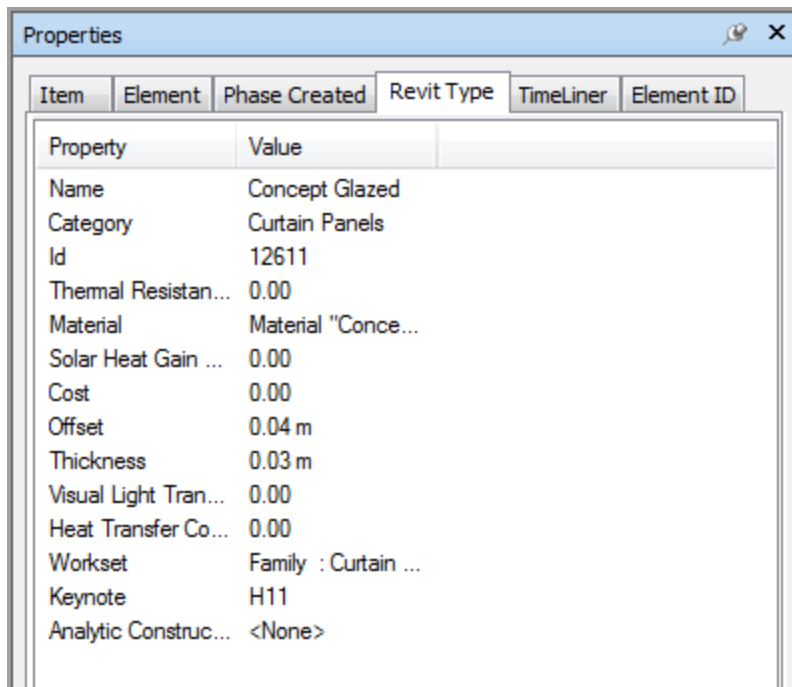 Properties
Item Element Phase Created Revit Type TimeLiner Element ID
Property Value
Name Concept Glazed
Category Curtain Panels
Id 12611
Thermal Resistan... 0.00
Material Material "Conce...
Solar Heat Gain ... 0.00
Cost 0.00
Offset 0.04 m
Thickness 0.03 m
Visual Light Tran... 0.00
Heat Transfer Co... 0.00
Workset Family : Curtain ...
Keynote H11
Analytic Construc... <None>